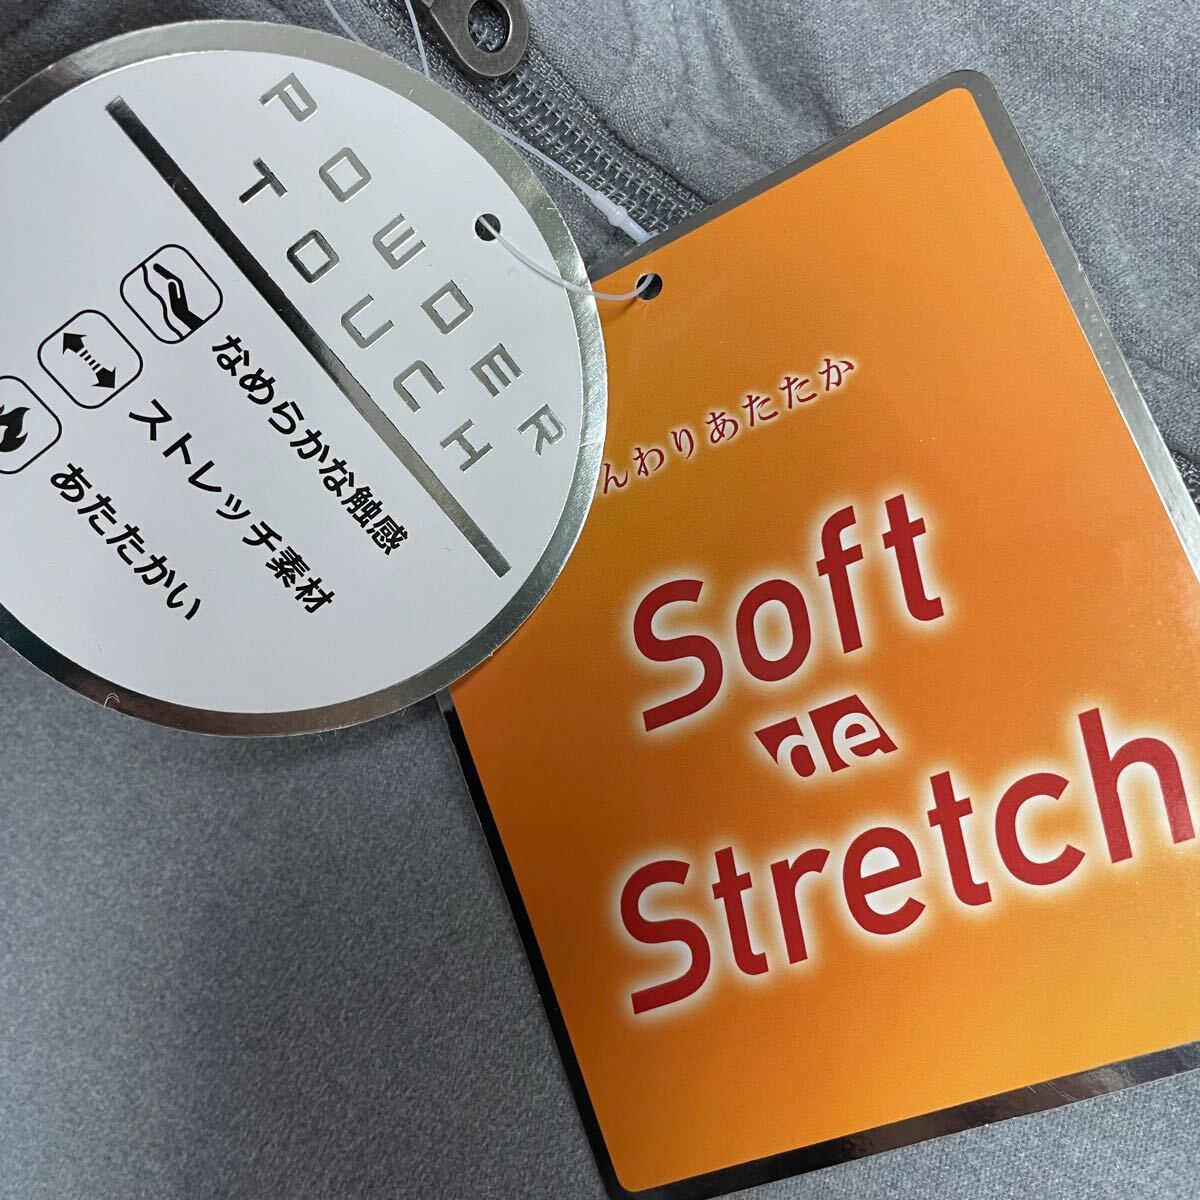 POWDER
TOUCH
なめらかな触感
ストレッチ素材
あたたかい
んわりあたたか
Soft
de
Stretch